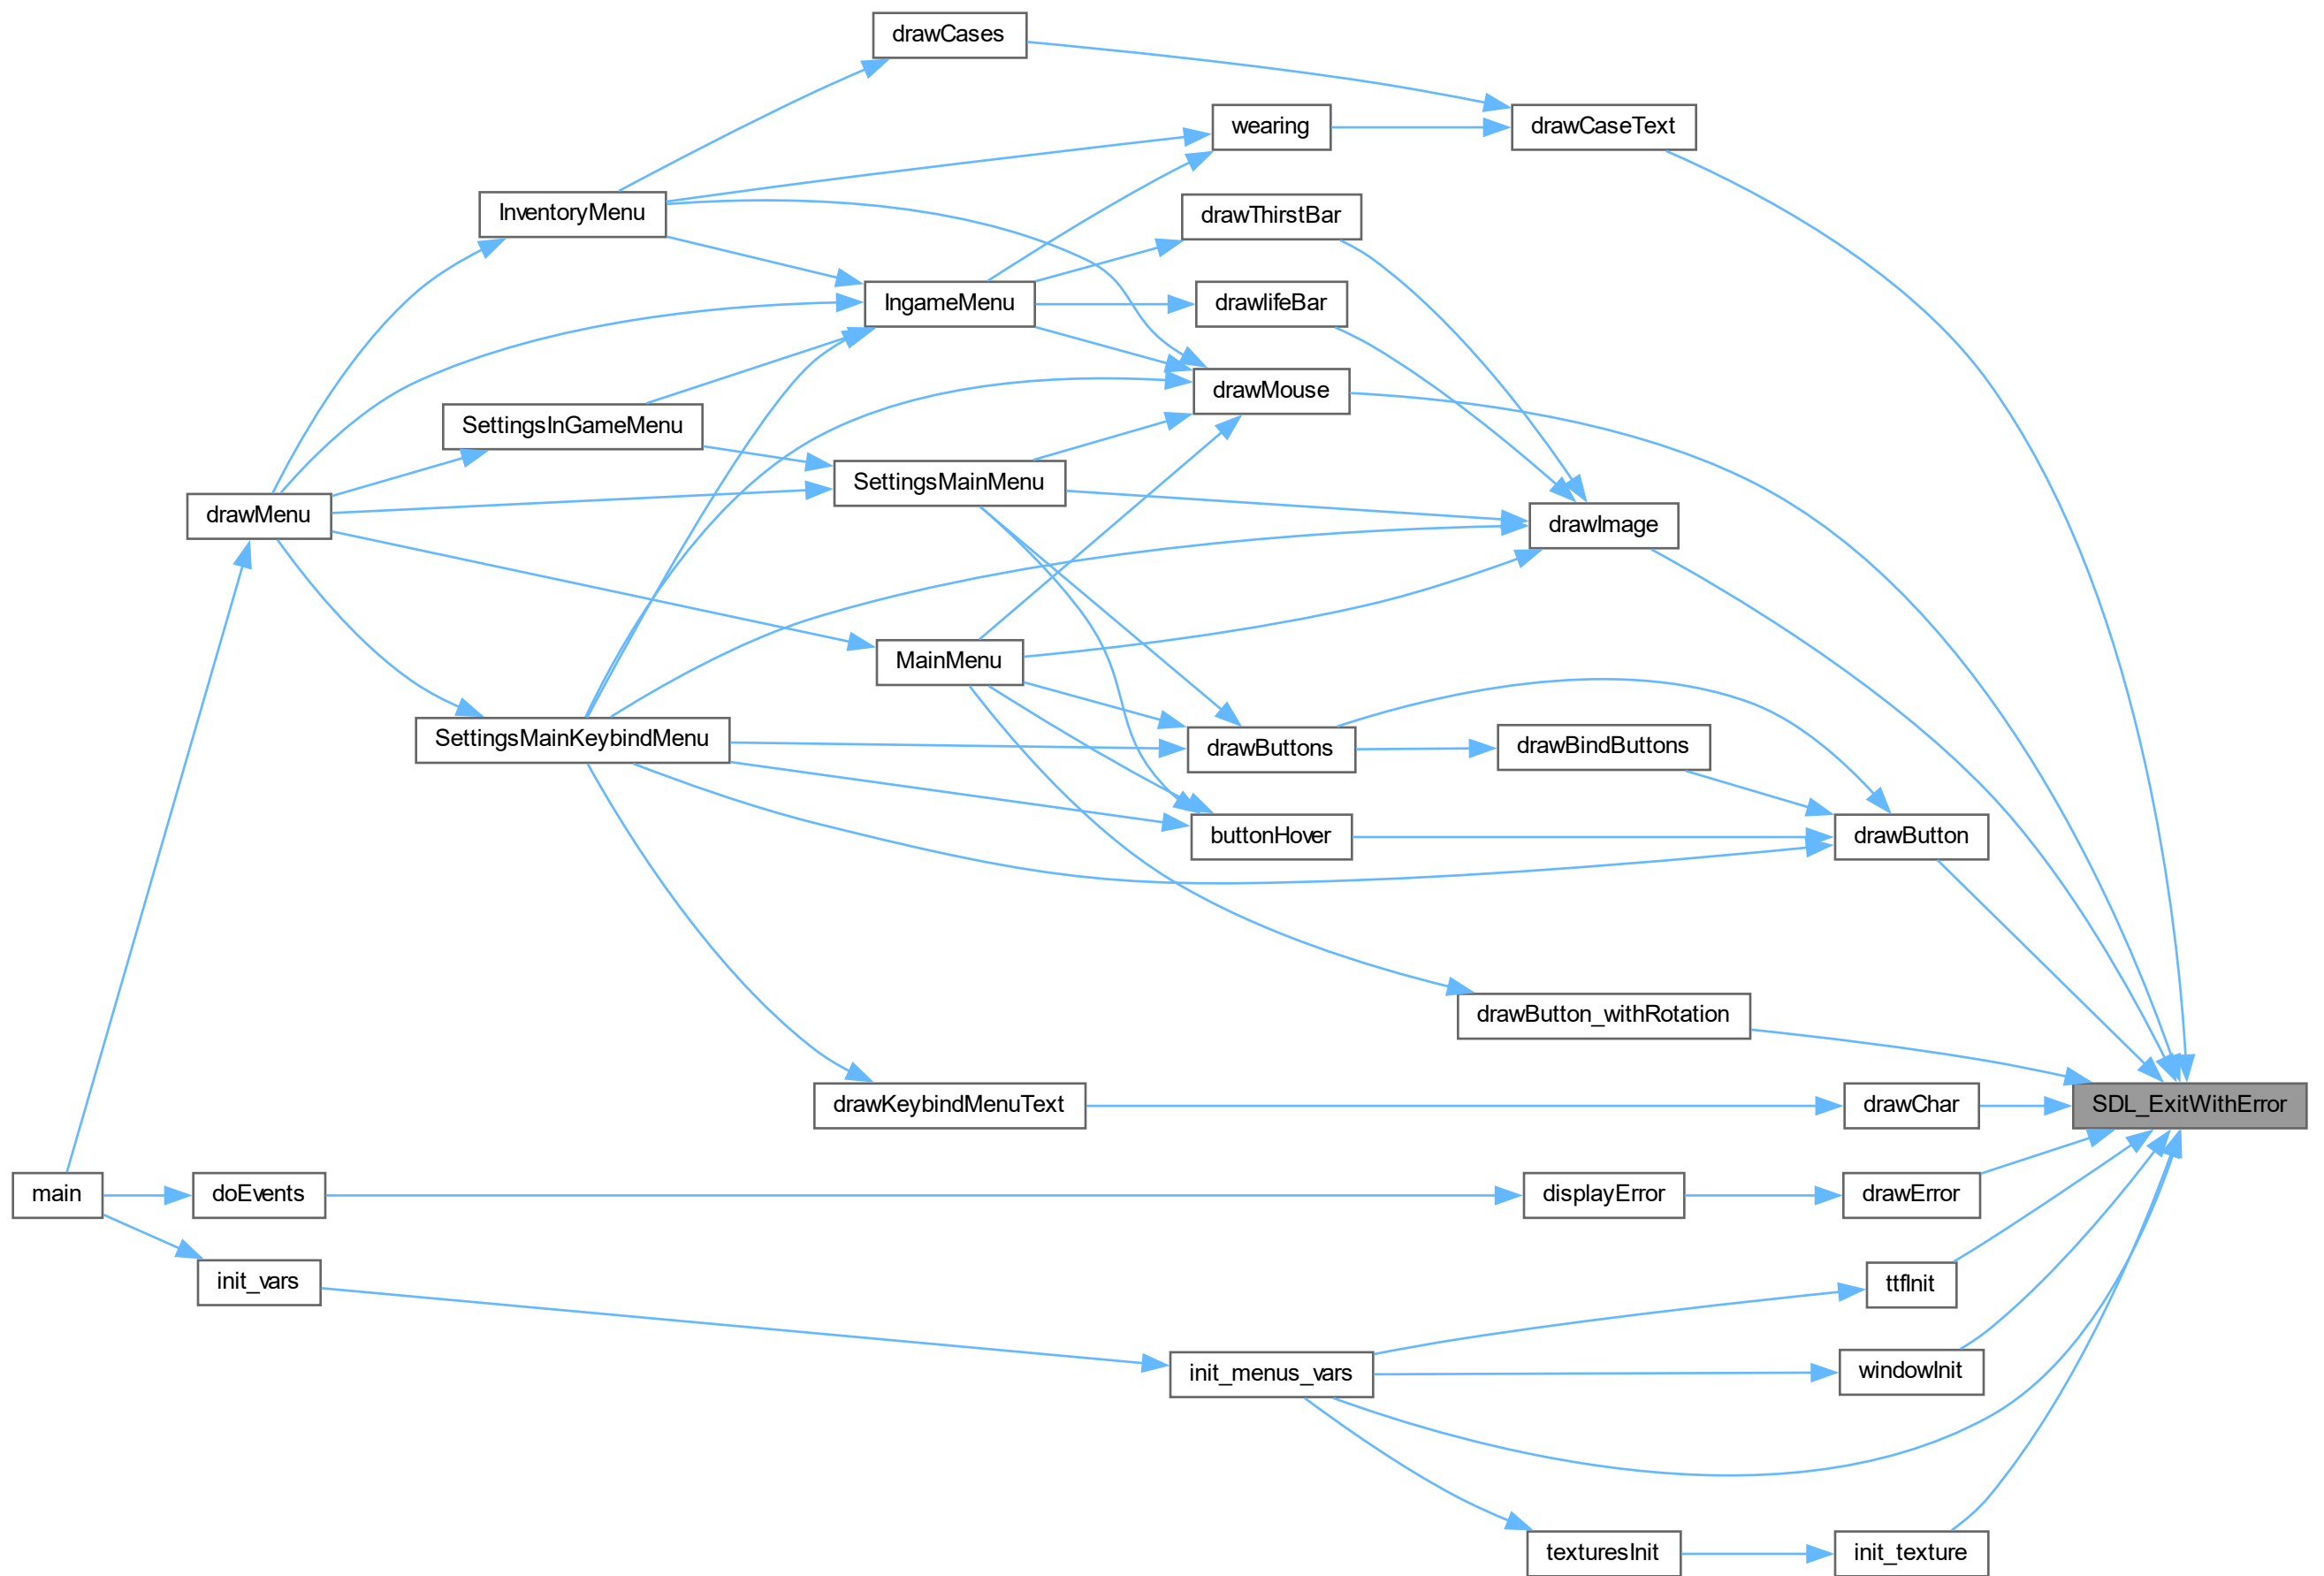 drawCases
wearing
drawCaseText
InventoryMenu
drawThirstBar
IngameMenu
drawlifeBar
drawMouse
SettingsInGameMenu
SettingsMainMenu
drawMenu
drawImage
MainMenu
SettingsMainKeybindMenu
drawButtons
drawBindButtons
buttonHover
drawButton
drawButton_withRotation
drawKeybindMenuText
drawChar
SDL_ExitWithError
main
doEvents
displayError
drawError
init_vars
ttfInit
init_menus_vars
windowInit
texturesInit
init_texture